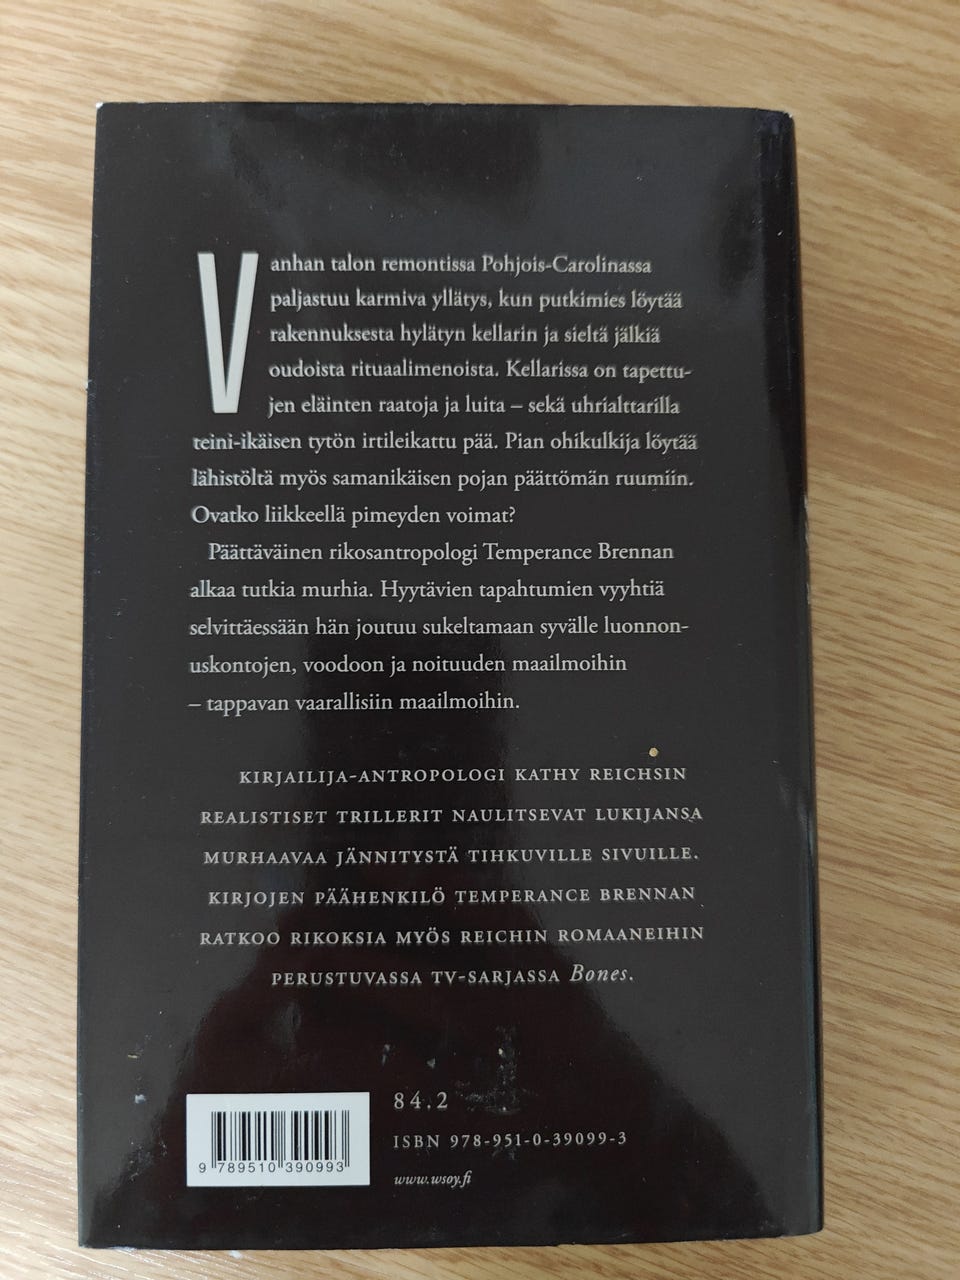 Vanhan talon remontissa Pohjois-Carolinassa
paljastuu karmiva yllätys, kun putkimies löytää
rakennuksesta hylätyn kellarin ja sieltä jälkiä
oudoista rituaalimenoista. Kellarissa on tapettu-
jen eläinten raatoja ja luita – sekä uhrialttarilla
teini-ikäisen tytön irtileikattu pää. Pian ohikulkija löytää
lähistöltä myös samanikäisen pojan päättömän ruumiin.
Ovatko liikkeellä pimeyden voimat?
Päättäväinen rikosantropologi Temperance Brennan
alkaa tutkia murhia. Hyytävien tapahtumien vyyhtiä
selvittäessään hän joutuu sukeltamaan syvälle luonnon-
uskontojen, voodoon ja noituuden maailmoihin
– tappavan vaarallisiin maailmoihin.
KIRJAILIJA-ANTROPOLOGI KATHY REICHSIN
REALISTISET TRILLERIT NAULITSEVAT LUKIJANSA
MURHAAVAA JÄNNITYSTÄ TIHKUVILLE SIVUILLE.
KIRJOJEN PÄÄHENKILÖ TEMPERANCE BRENNAN
RATKOO RIKOKSIA MYÖS REICHIN ROMAANEIHIN
PERUSTUVASSA TV-SARJASSA Bones.
84.2
ISBN 978-951-0-39099-3
www.wsoy.fi
9 789510 390993